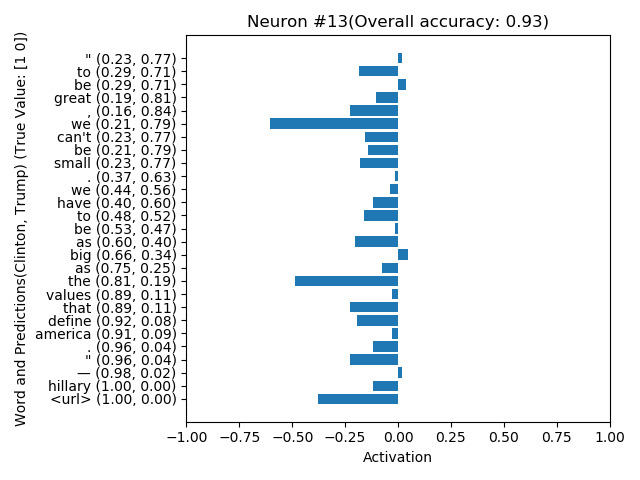 Neuron #13(Overall accuracy: 0.93)
Word and Predictions(Clinton, Trump) (True Value: [1 0])
" (0.23, 0.77)
to (0.29, 0.71)
be (0.29, 0.71)
great (0.19, 0.81)
, (0.16, 0.84)
we (0.21, 0.79)
can't (0.23, 0.77)
be (0.21, 0.79)
small (0.23, 0.77)
. (0.37, 0.63)
we (0.44, 0.56)
have (0.40, 0.60)
to (0.48, 0.52)
be (0.53, 0.47)
as (0.60, 0.40)
big (0.66, 0.34)
as (0.75, 0.25)
the (0.81, 0.19)
values (0.89, 0.11)
that (0.89, 0.11)
define (0.92, 0.08)
america (0.91, 0.09)
. (0.96, 0.04)
" (0.96, 0.04)
— (0.98, 0.02)
hillary (1.00, 0.00)
<url> (1.00, 0.00)
−1.00 −0.75 −0.50 −0.25 0.00 0.25 0.50 0.75 1.00
Activation